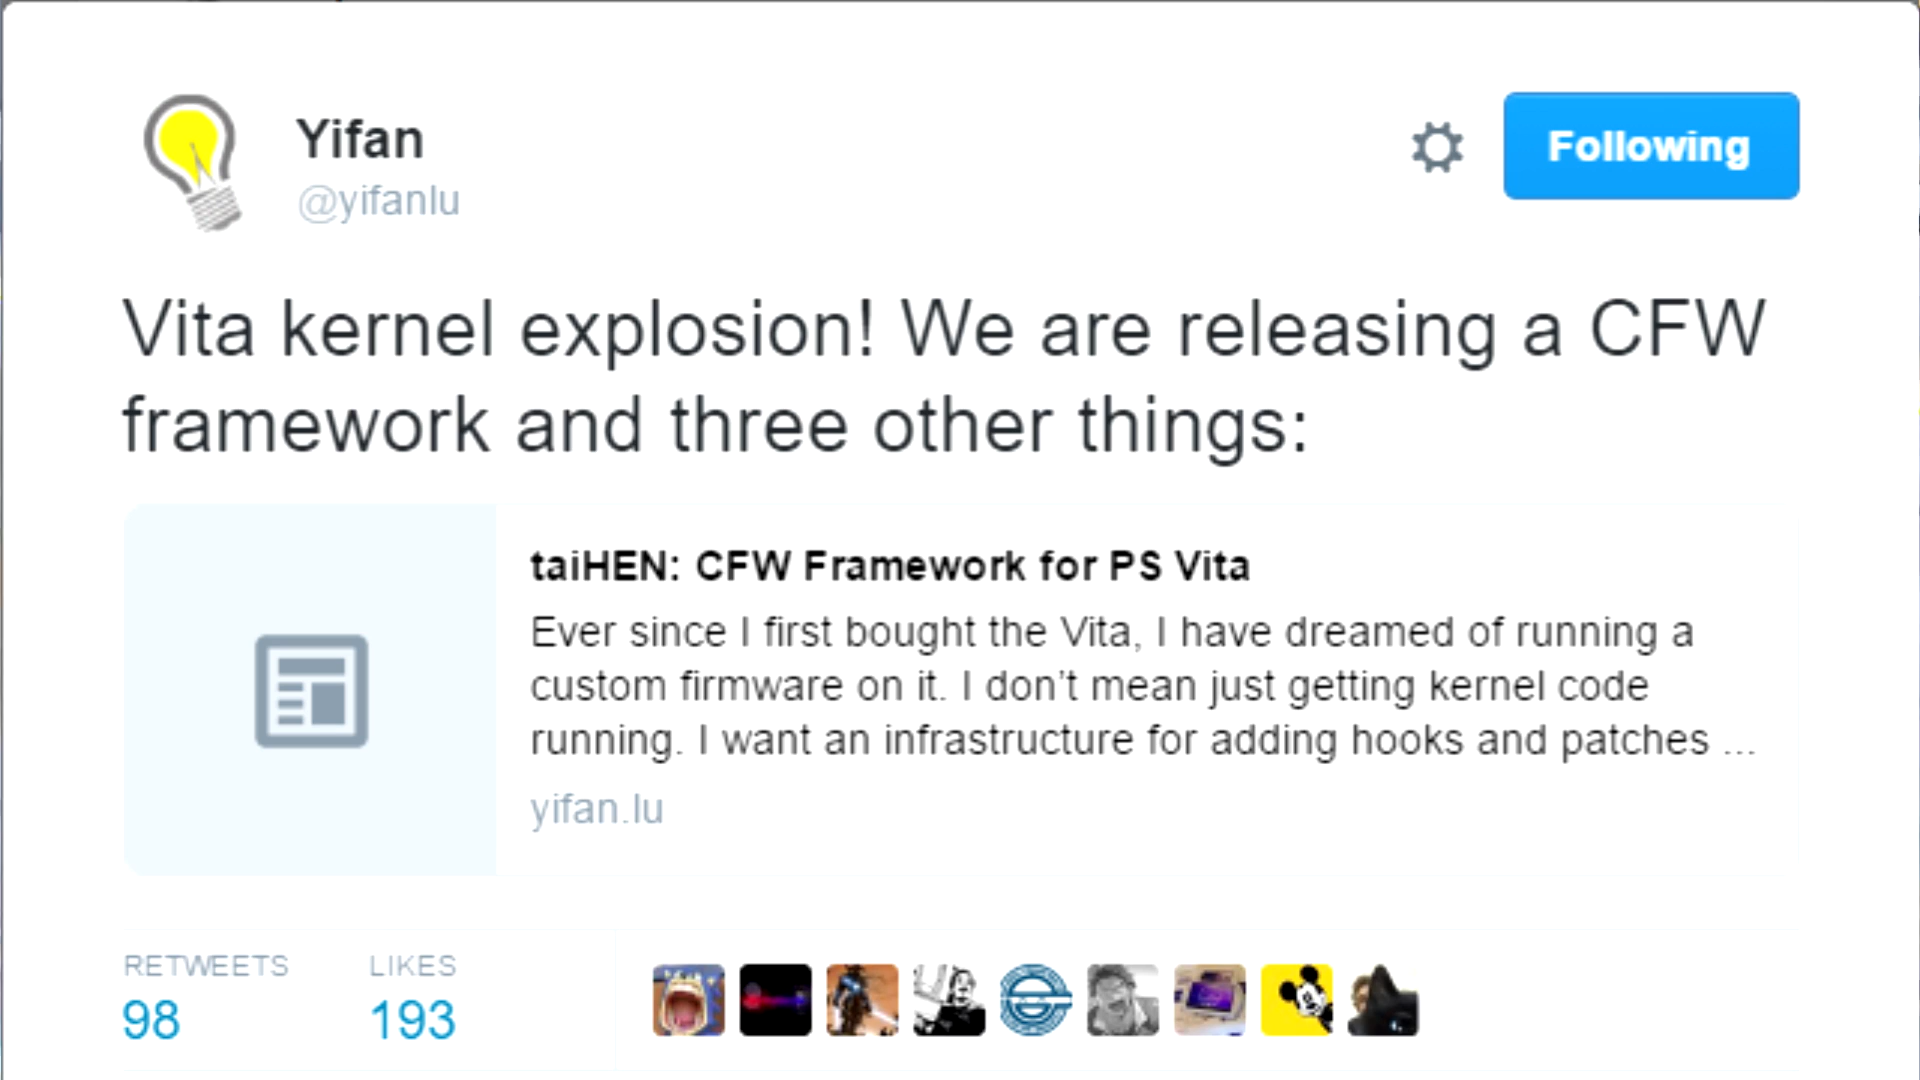 Yifan
@yifanlu
Following
Vita kernel explosion! We are releasing a CFW
framework and three other things:
taiHEN: CFW Framework for PS Vita
Ever since I first bought the Vita, I have dreamed of running a
custom firmware on it. I don’t mean just getting kernel code
running. I want an infrastructure for adding hooks and patches ...
yifan.lu
RETWEETS LIKES
98 193